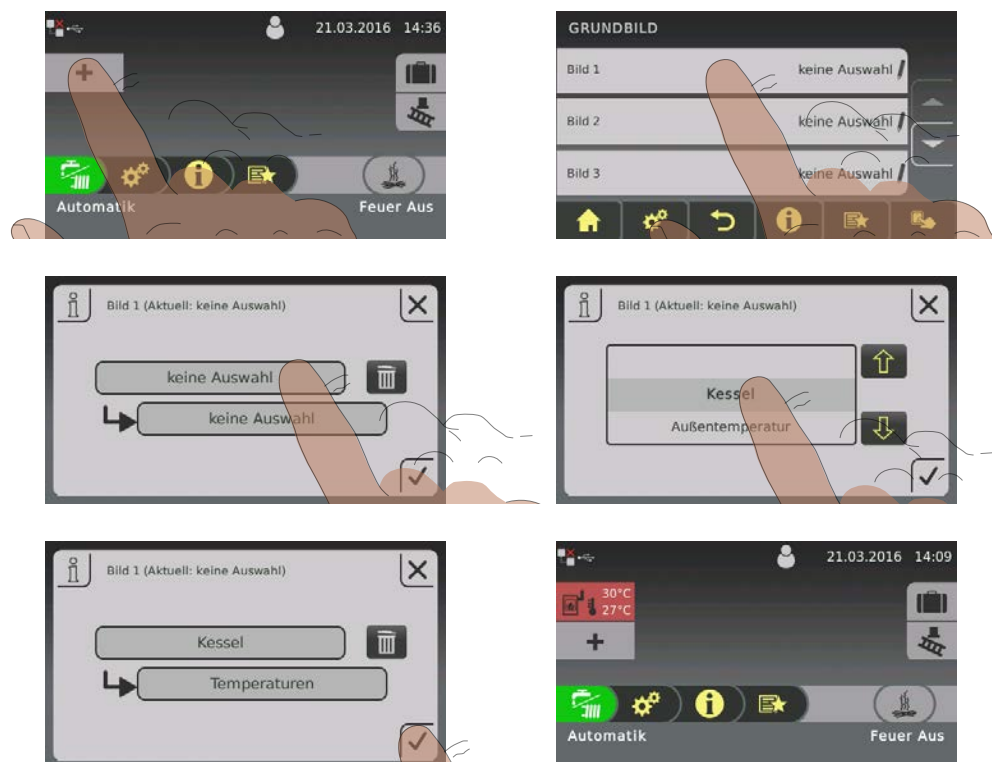 21.03.2016 14:36
Automatik
Feuer Aus
GRUNDBILD
Bild 1 keine Auswahl
Bild 2 keine Auswahl
Bild 3 keine Auswahl
Bild 1 (Aktuell: keine Auswahl)
keine Auswahl
keine Auswahl
Bild 1 (Aktuell: keine Auswahl)
Kessel
Außentemperatur
Bild 1 (Aktuell: keine Auswahl)
Kessel
Temperaturen
21.03.2016 14:09
30°C
27°C
Automatik
Feuer Aus